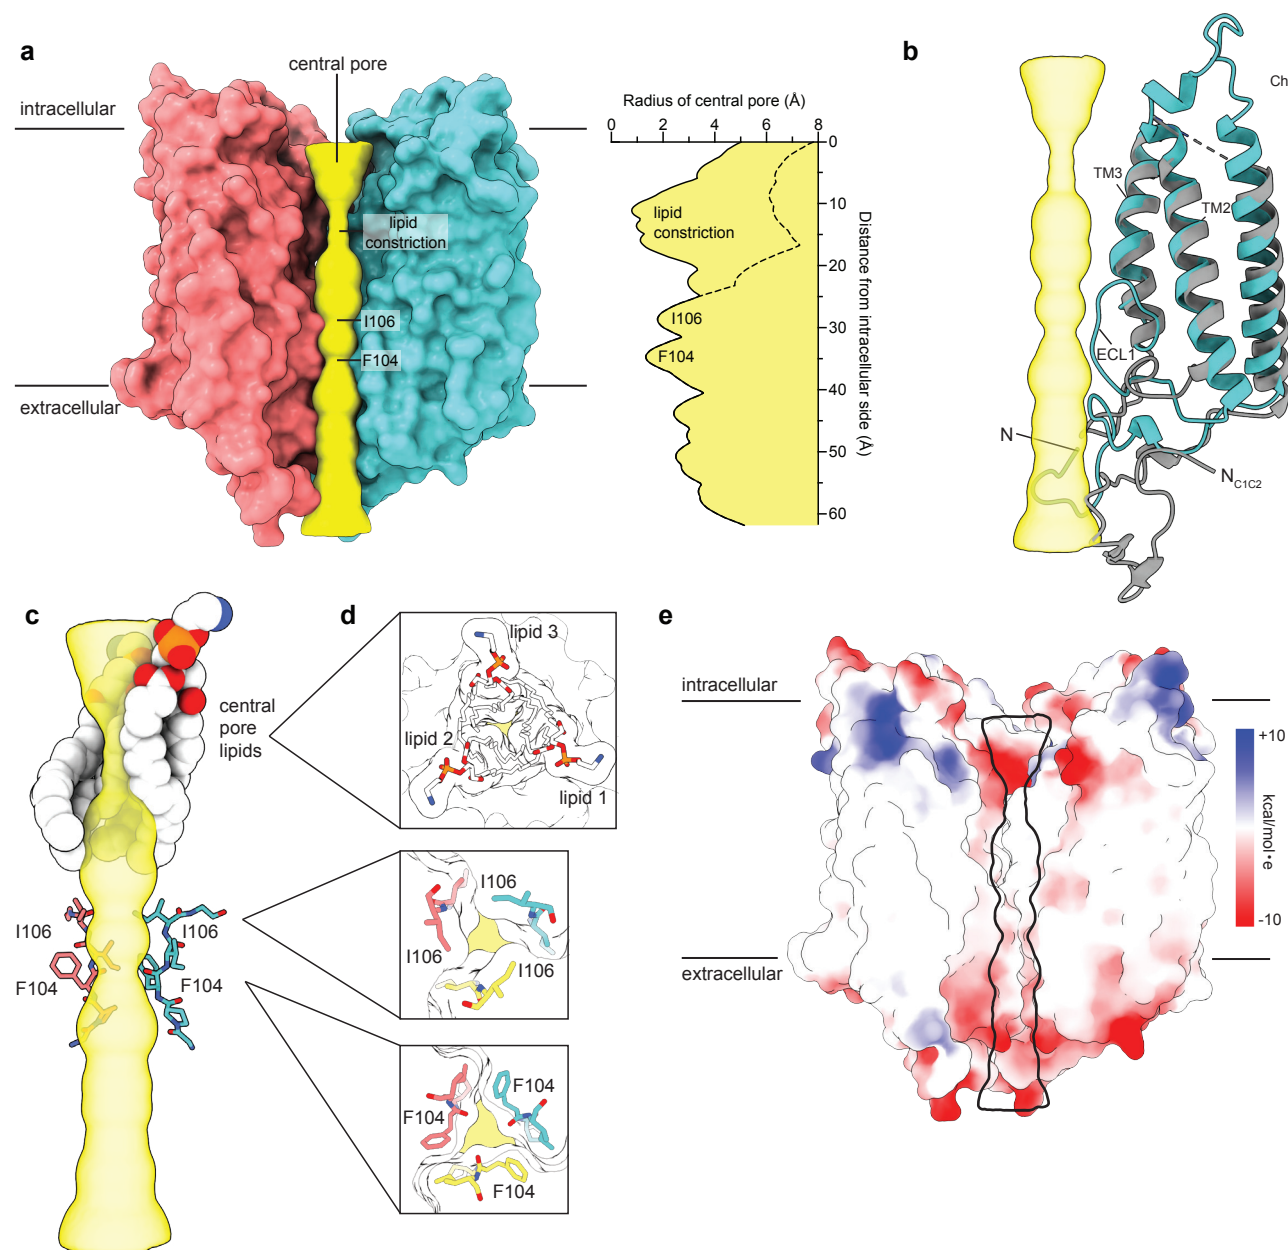 a
central pore
intracellular
lipid
constriction
I106
F104
extracellular
Radius of central pore (Å)
0 2 4 6 8
lipid
constriction
I106
F104
0
10
20
30
40
50
60
Distance from intracellular side (Å)
b
Ch
TM3
TM2
ECL1
N
N_C1C2
c
central
pore
lipids
I106
I106
F104
F104
d
lipid 3
lipid 2
lipid 1
I106
I106
I106
F104
F104
F104
e
intracellular
extracellular
+10
kcal/mol•e
-10